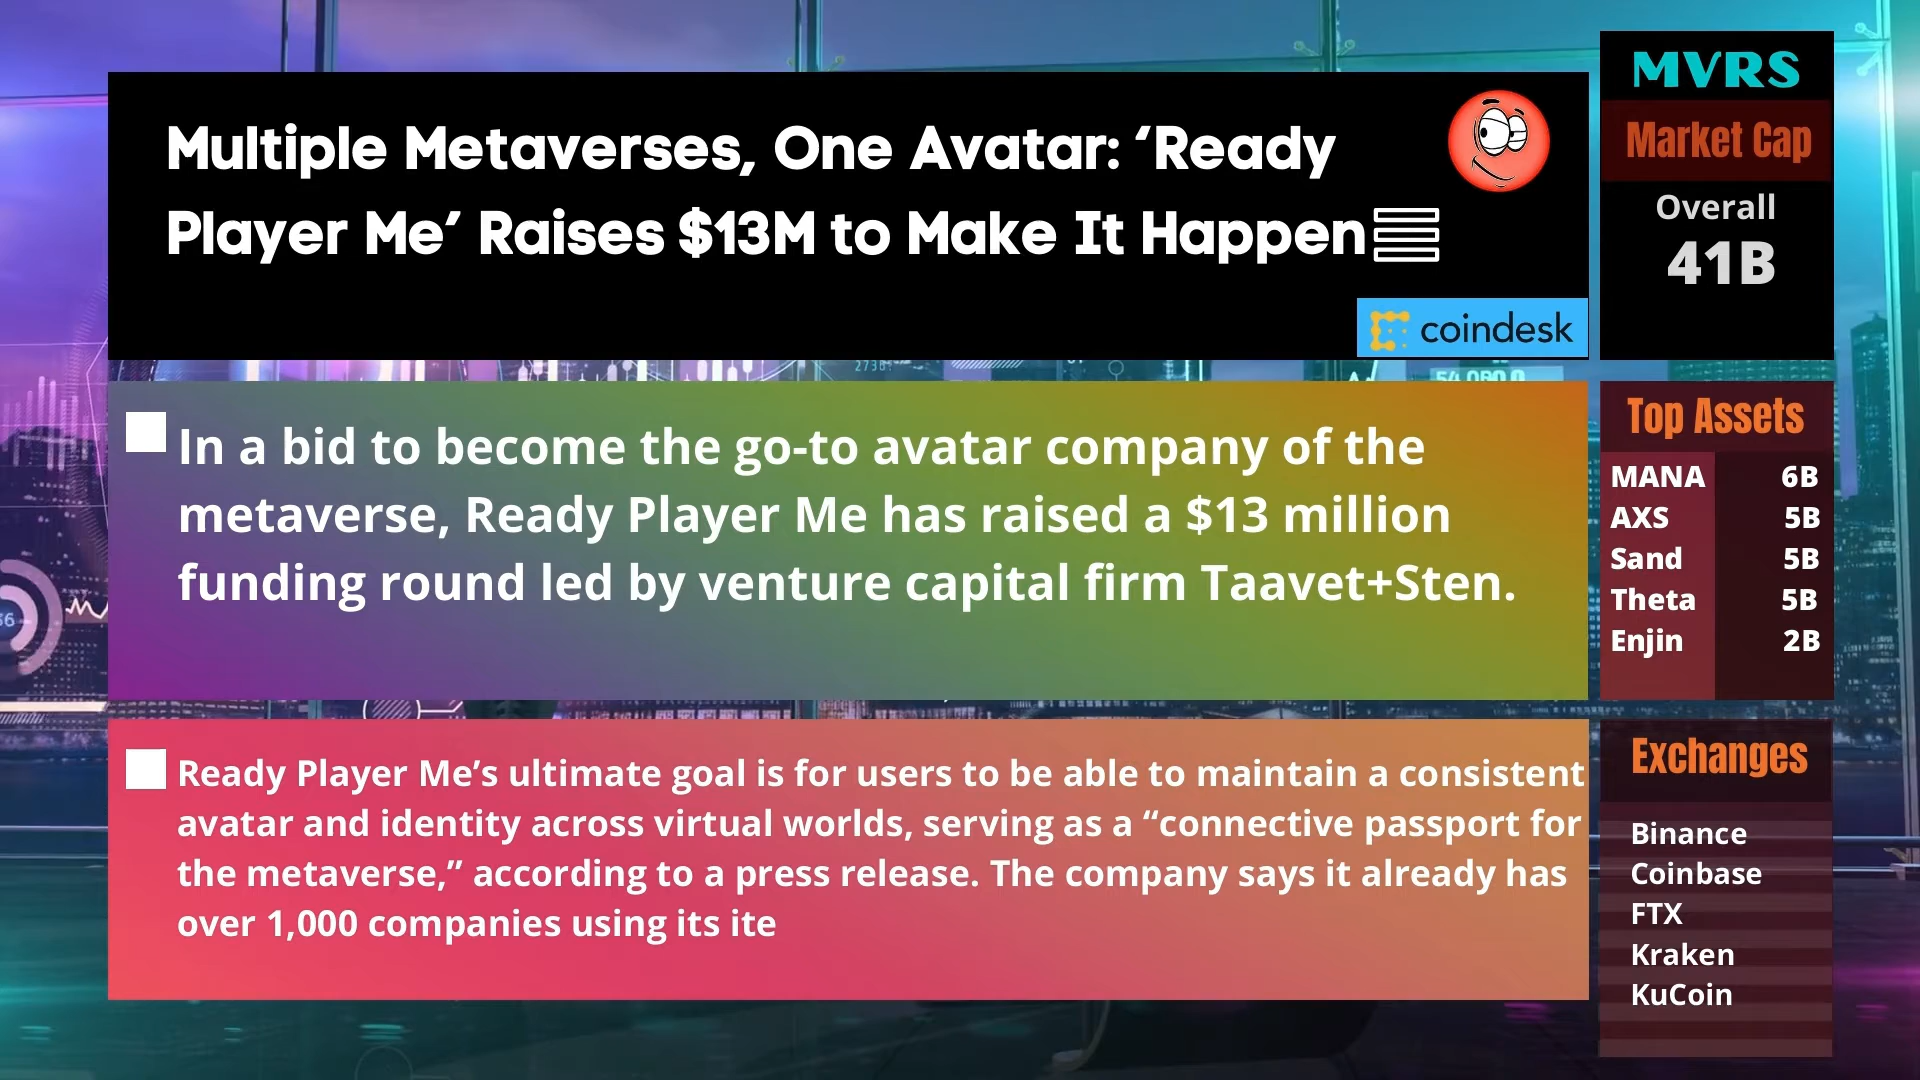 Multiple Metaverses, One Avatar: ‘Ready
Player Me’ Raises $13M to Make It Happen
coindesk
In a bid to become the go-to avatar company of the
metaverse, Ready Player Me has raised a $13 million
funding round led by venture capital firm Taavet+Sten.
Ready Player Me’s ultimate goal is for users to be able to maintain a consistent
avatar and identity across virtual worlds, serving as a “connective passport for
the metaverse,” according to a press release. The company says it already has
over 1,000 companies using its ite
MVRS
Market Cap
Overall
41B
Top Assets
MANA 6B
AXS 5B
Sand 5B
Theta 5B
Enjin 2B
Exchanges
Binance
Coinbase
FTX
Kraken
KuCoin